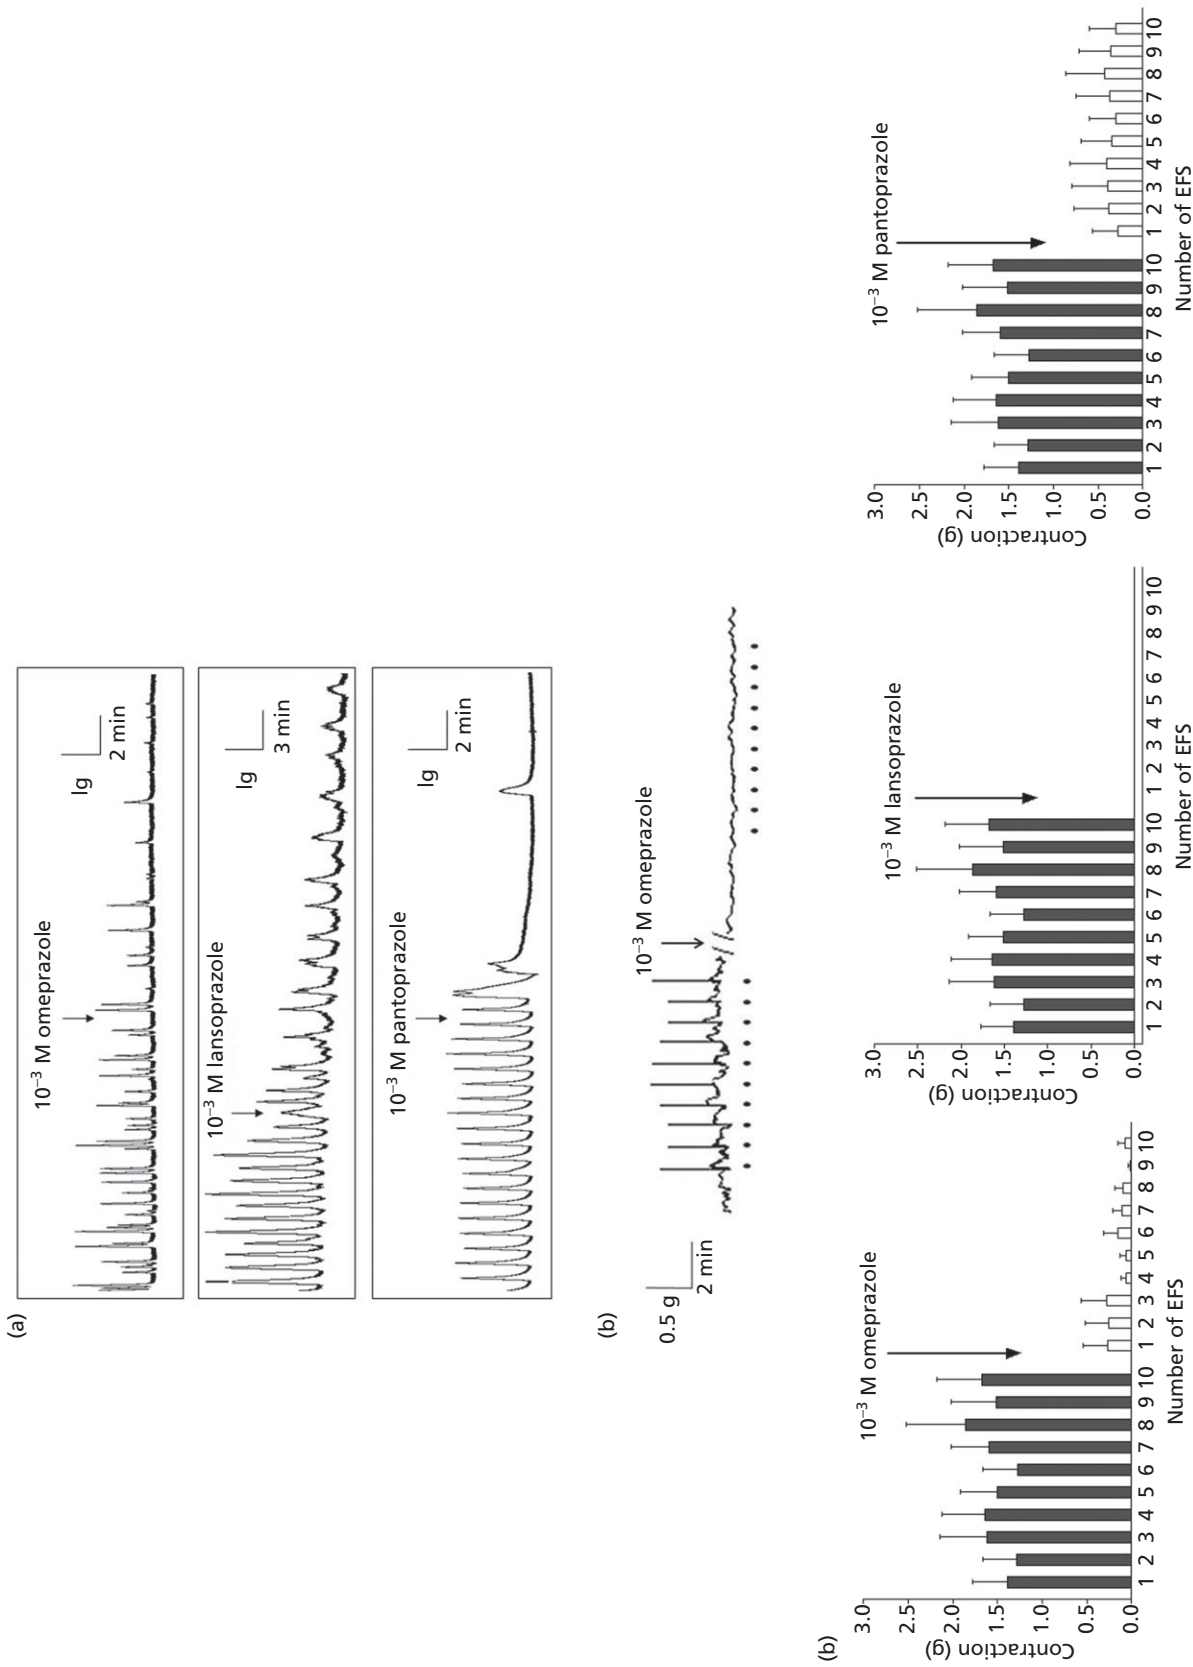 (a)
10⁻³ M omeprazole
lg
2 min
10⁻³ M lansoprazole
lg
3 min
10⁻³ M pantoprazole
lg
2 min
(b)
0.5 g
2 min
10⁻³ M omeprazole
(b)
3.0
2.5
2.0
1.5
1.0
0.5
0.0
Contraction (g)
10⁻³ M omeprazole
1 2 3 4 5 6 7 8 9 10 1 2 3 4 5 6 7 8 9 10
Number of EFS
3.0
2.5
2.0
1.5
1.0
0.5
0.0
Contraction (g)
10⁻³ M lansoprazole
1 2 3 4 5 6 7 8 9 10 1 2 3 4 5 6 7 8 9 10
Number of EFS
3.0
2.5
2.0
1.5
1.0
0.5
0.0
Contraction (g)
10⁻³ M pantoprazole
1 2 3 4 5 6 7 8 9 10 1 2 3 4 5 6 7 8 9 10
Number of EFS